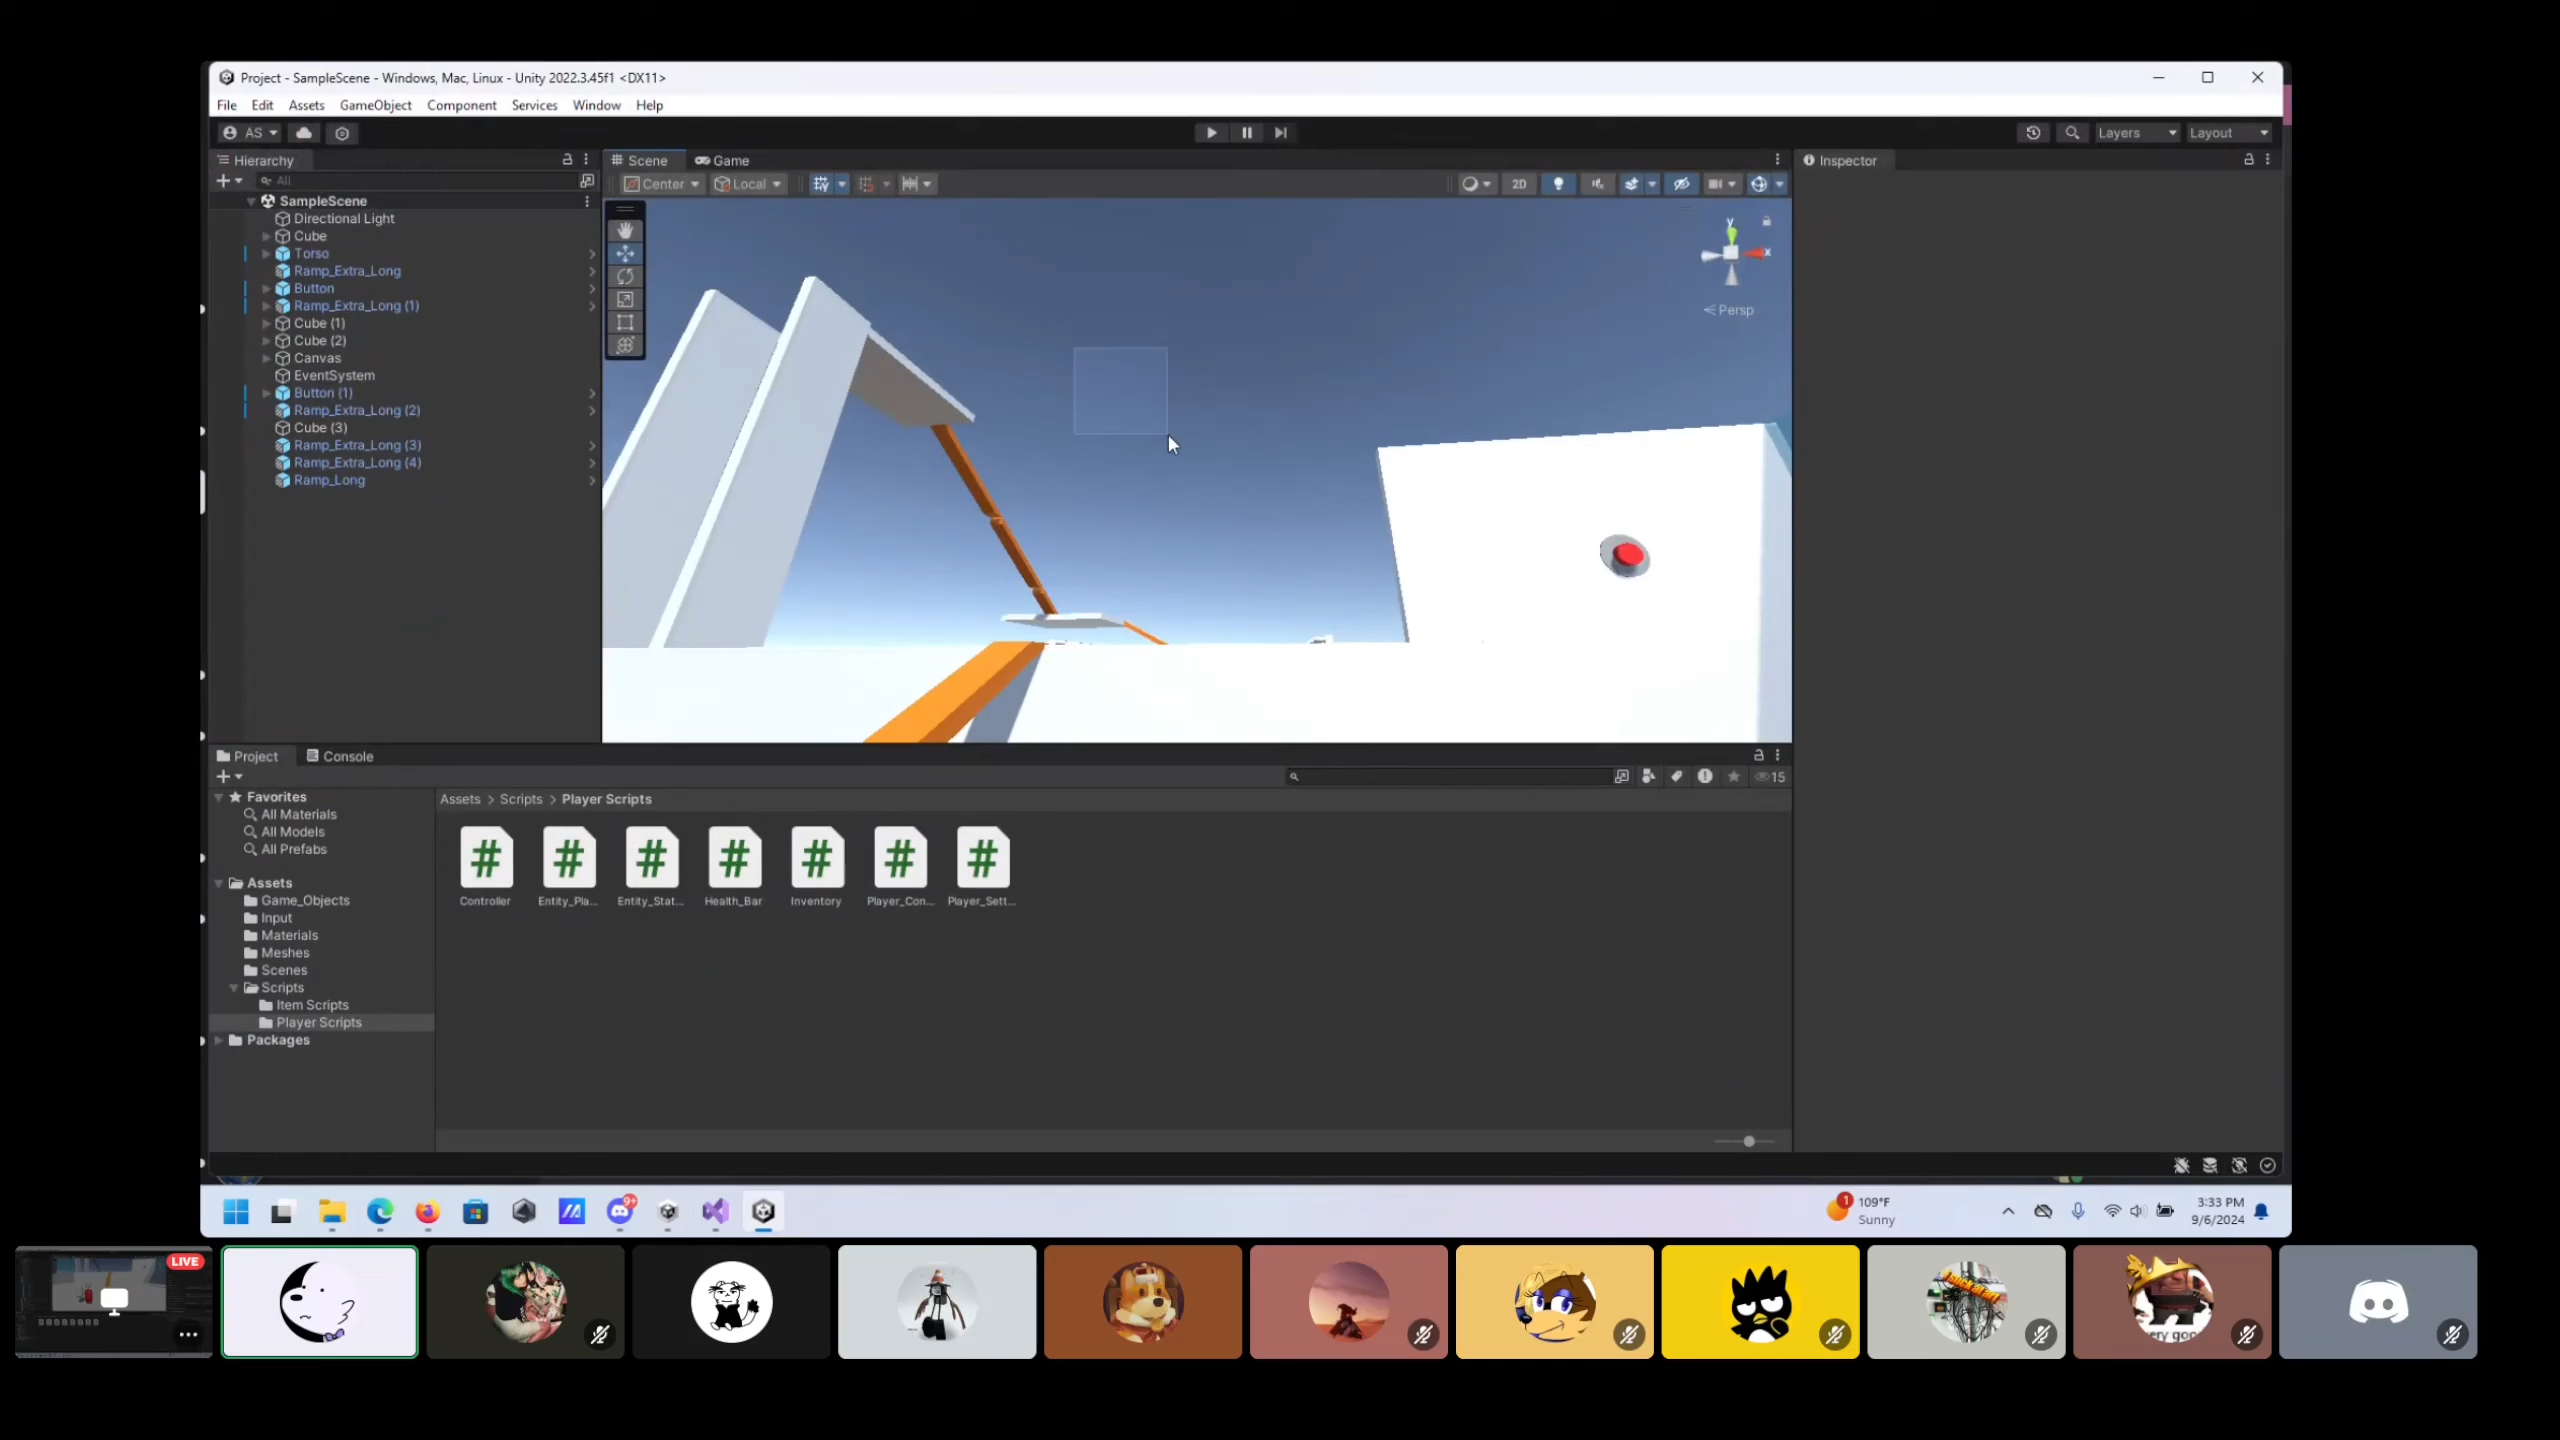 Project - SampleScene - Windows, Mac, Linux - Unity 2022.3.45f1 <DX11>
File Edit Assets GameObject Component Services Window Help
AS Layers Layout
Hierarchy
All
SampleScene
Directional Light
Cube
Torso
Ramp_Extra_Long
Button
Ramp_Extra_Long (1)
Cube (1)
Cube (2)
Canvas
EventSystem
Button (1)
Ramp_Extra_Long (2)
Cube (3)
Ramp_Extra_Long (3)
Ramp_Extra_Long (4)
Ramp_Long
Scene Game
Center Local 2D
y
x
Persp
Inspector
Project Console
15
Favorites
All Materials
All Models
All Prefabs
Assets
Game_Objects
Input
Materials
Meshes
Scenes
Scripts
Item Scripts
Player Scripts
Packages
Assets > Scripts > Player Scripts
# # # # # # #
Controller Entity_Pla... Entity_Stat... Health_Bar Inventory Player_Con... Player_Sett...
9+
1
109°F
Sunny
3:33 PM
9/6/2024
LIVE